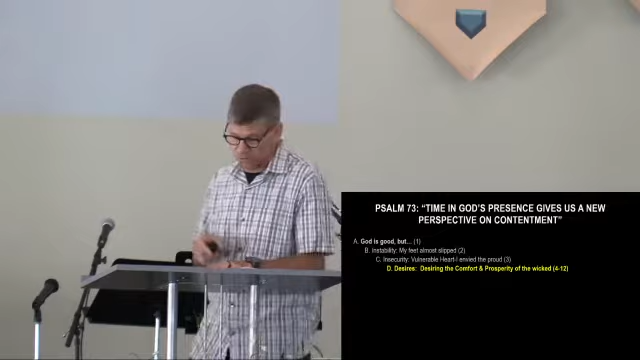 PSALM 73: “TIME IN GOD’S PRESENCE GIVES US A NEW
PERSPECTIVE ON CONTENTMENT”
A. God is good, but... (1)
B. Instability: My feet almost slipped (2)
C. Insecurity: Vulnerable Heart-I envied the proud (3)
D. Desires: Desiring the Comfort & Prosperity of the wicked (4-12)